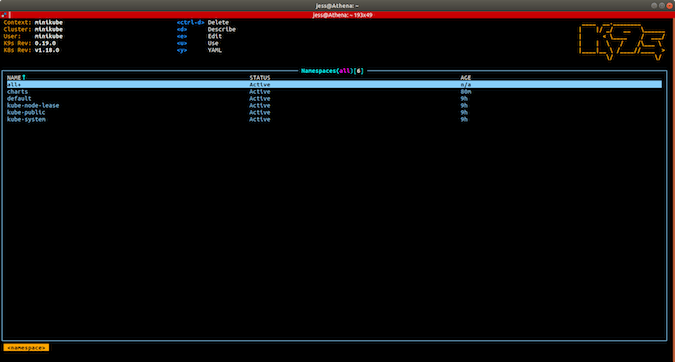 jess@Athena: ~
jess@Athena: ~ 193x49
Context: minikube <ctrl-d> Delete
Cluster: minikube <d> Describe
User: minikube <e> Edit
K9s Rev: 0.19.0 <u> Use
K8s Rev: v1.18.0 <y> YAML
Namespaces(all)[6]
NAME↑ STATUS AGE
all+ Active n/a
charts Active 80m
default Active 9h
kube-node-lease Active 9h
kube-public Active 9h
kube-system Active 9h
<namespace>